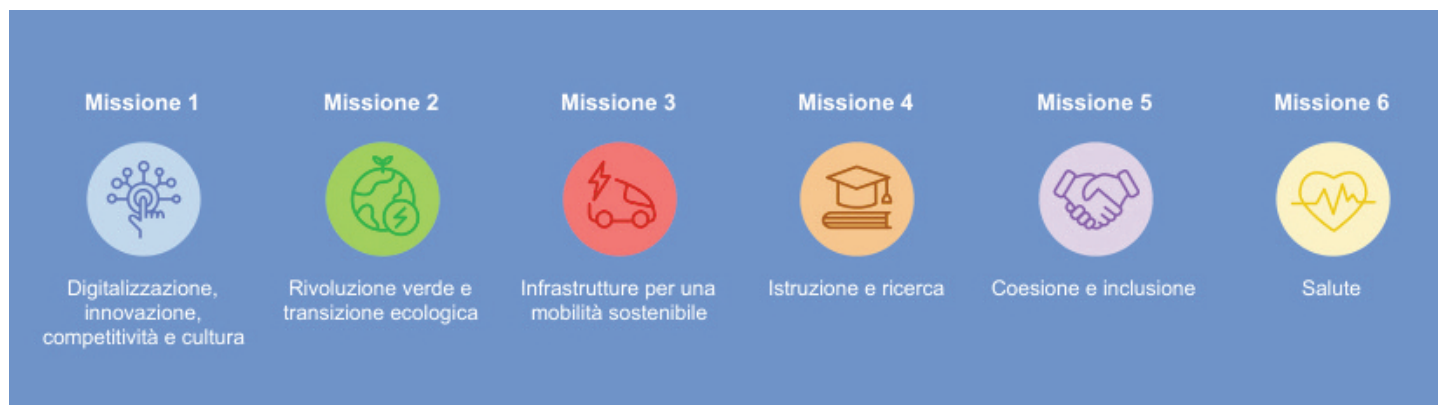 Missione 1
Missione 2
Missione 3
Missione 4
Missione 5
Missione 6
Digitalizzazione,
innovazione,
competitività e cultura
Rivoluzione verde e
transizione ecologica
Infrastrutture per una
mobilità sostenibile
Istruzione e ricerca
Coesione e inclusione
Salute